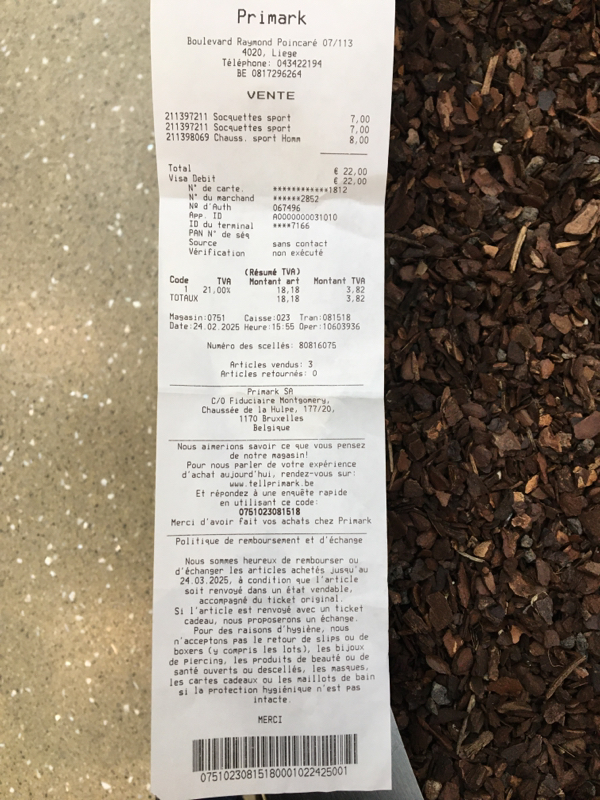 Primark
Boulevard Raymond Poincaré 07/113
4020, Liege
Téléphone: 043422194
BE 0817296264
VENTE
211397211 Socquettes sport 7,00
211397211 Socquettes sport 7,00
211398069 Chauss. sport Homm 8,00
Total € 22,00
Visa Debit € 22,00
N° de carte. ************1812
N° du marchand ******2852
Nº d'Auth 067496
App. ID A0000000031010
ID du terminal ****7166
PAN N° de séq
Source sans contact
Vérification non exécuté
(Résumé TVA)
Code TVA Montant art Montant TVA
1 21,00% 18,18 3,82
TOTAUX 18,18 3,82
Magasin:0751 Caisse:023 Tran:081518
Date:24.02.2025 Heure:15:55 Oper:10603936
Numéro des scellés: 80816075
Articles vendus: 3
Articles retournés: 0
Primark SA
C/O Fiduciaire Montgomery,
Chaussée de la Hulpe, 177/20,
1170 Bruxelles
Belgique
Nous aimerions savoir ce que vous pensez
de notre magasin!
Pour nous parler de votre expérience
d'achat aujourd'hui, rendez-vous sur:
www.tellprimark.be
Et répondez à une enquête rapide
en utilisant ce code:
0751023081518
Merci d'avoir fait vos achats chez Primark
Politique de remboursement et d'échange
Nous sommes heureux de rembourser ou
d'échanger les articles achetés jusqu'au
24.03.2025, à condition que l'article
soit renvoyé dans un état vendable,
accompagné du ticket original.
Si l'article est renvoyé avec un ticket
cadeau, nous proposerons un échange.
Pour des raisons d'hygiène, nous
n'acceptons pas le retour de slips ou de
boxers (y compris les lots), les bijoux
de piercing, les produits de beauté ou de
santé ouverts ou descellés, les masques,
les cartes cadeaux ou les maillots de bain
si la protection hygiénique n'est pas
intacte.
MERCI
07510230815180001022425001